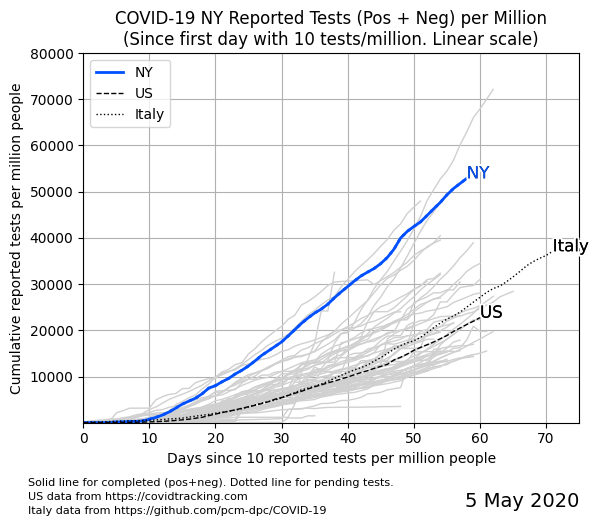 COVID-19 NY Reported Tests (Pos + Neg) per Million
(Since first day with 10 tests/million. Linear scale)
Cumulative reported tests per million people
80000
70000
60000
50000
40000
30000
20000
10000
NY
US
Italy
NY
Italy
US
0 10 20 30 40 50 60 70
Days since 10 reported tests per million people
Solid line for completed (pos+neg). Dotted line for pending tests.
US data from https://covidtracking.com
Italy data from https://github.com/pcm-dpc/COVID-19
5 May 2020